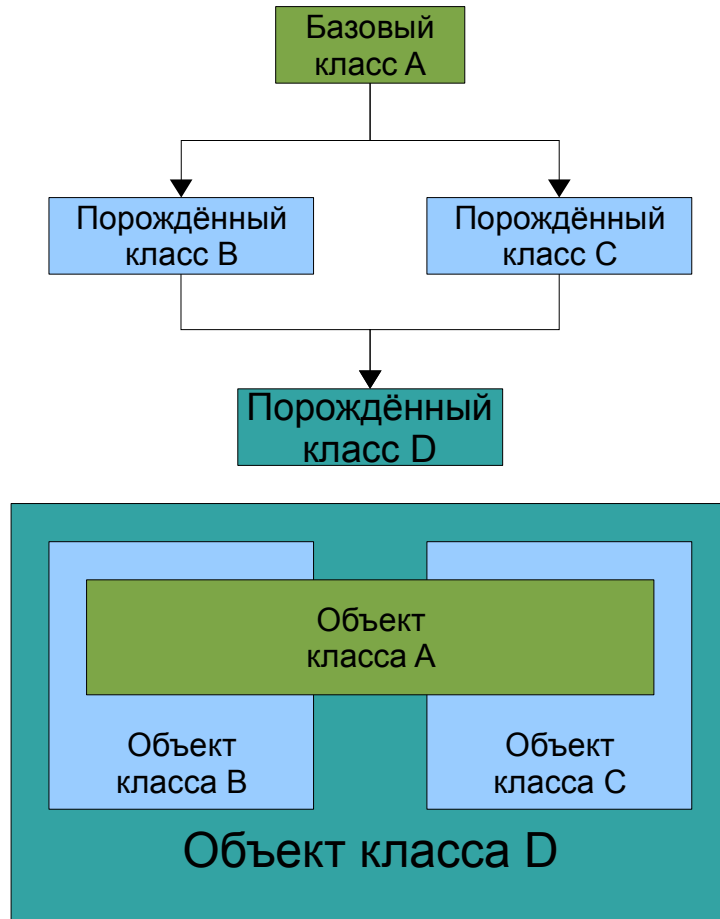 Базовый
класс A
Порождённый
класс B
Порождённый
класс C
Порождённый
класс D
Объект
класса A
Объект
класса B
Объект
класса C
Объект класса D